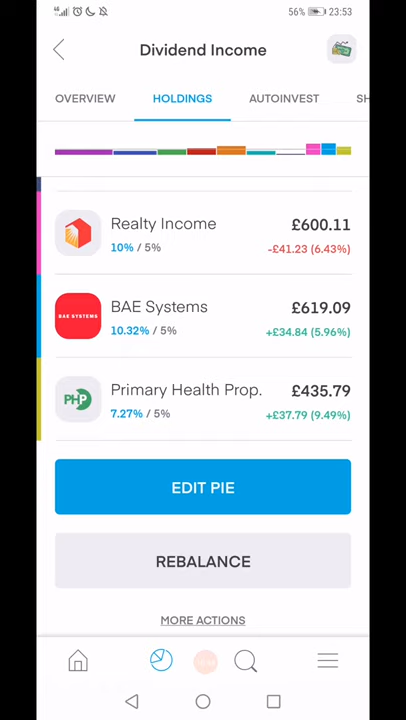 56% 23:53
Dividend Income
OVERVIEW HOLDINGS AUTOINVEST SH
Realty Income £600.11
10% / 5% -£41.23 (6.43%)
BAE SYSTEMS
BAE Systems £619.09
10.32% / 5% +£34.84 (5.96%)
PHP
Primary Health Prop. £435.79
7.27% / 5% +£37.79 (9.49%)
EDIT PIE
REBALANCE
MORE ACTIONS